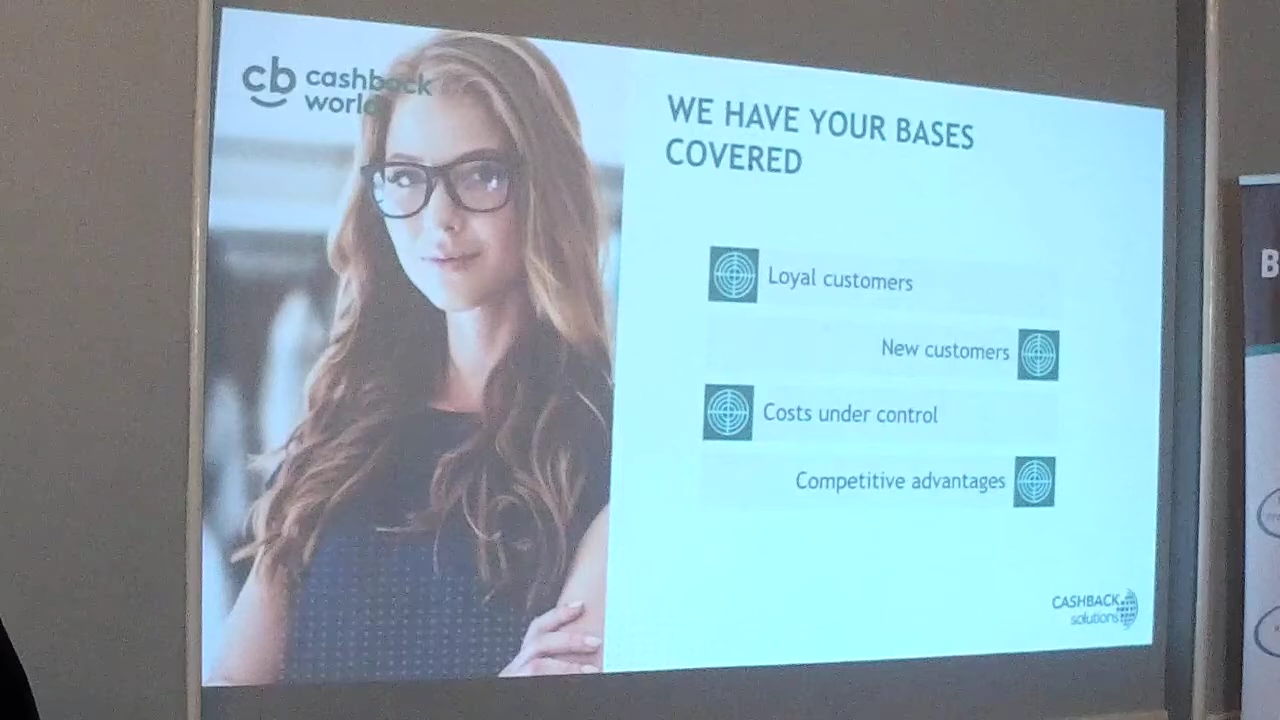 cb cashback
world
WE HAVE YOUR BASES
COVERED
Loyal customers
New customers
Costs under control
Competitive advantages
CASHBACK
solutions
B